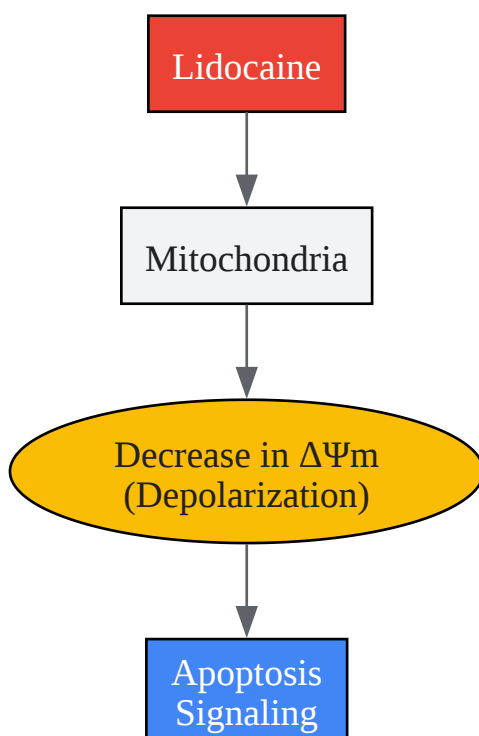 Lidocaine
Mitochondria
Decrease in ΔΨm
(Depolarization)
Apoptosis
Signaling